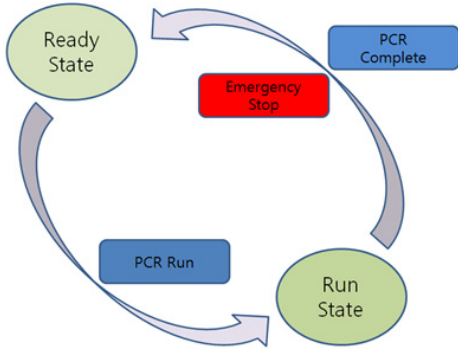 Ready
State
PCR
Complete
Emergency
Stop
PCR Run
Run
State